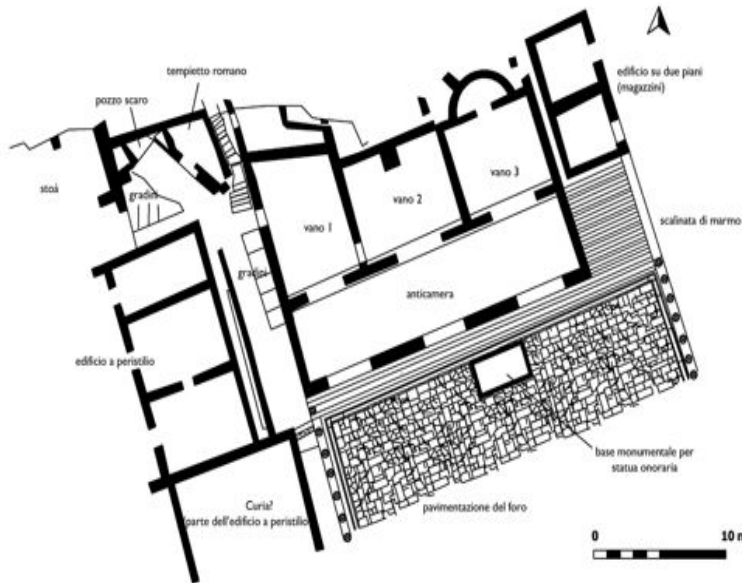 tempietto romano
pozzo scaro
edificio su due piani
(magazzini)
stoá
gradini
vano 1
vano 2
vano 3
scalinata di marmo
gradini
anticamera
edificio a peristilio
base monumentale per
statua onoraria
Curia?
(parte dell'edificio a peristilio)
pavimentazione del foro
0
10 m